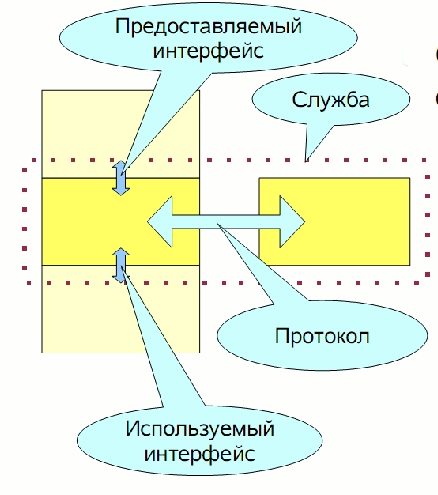 Предоставляемый
интерфейс
Служба
Протокол
Используемый
интерфейс